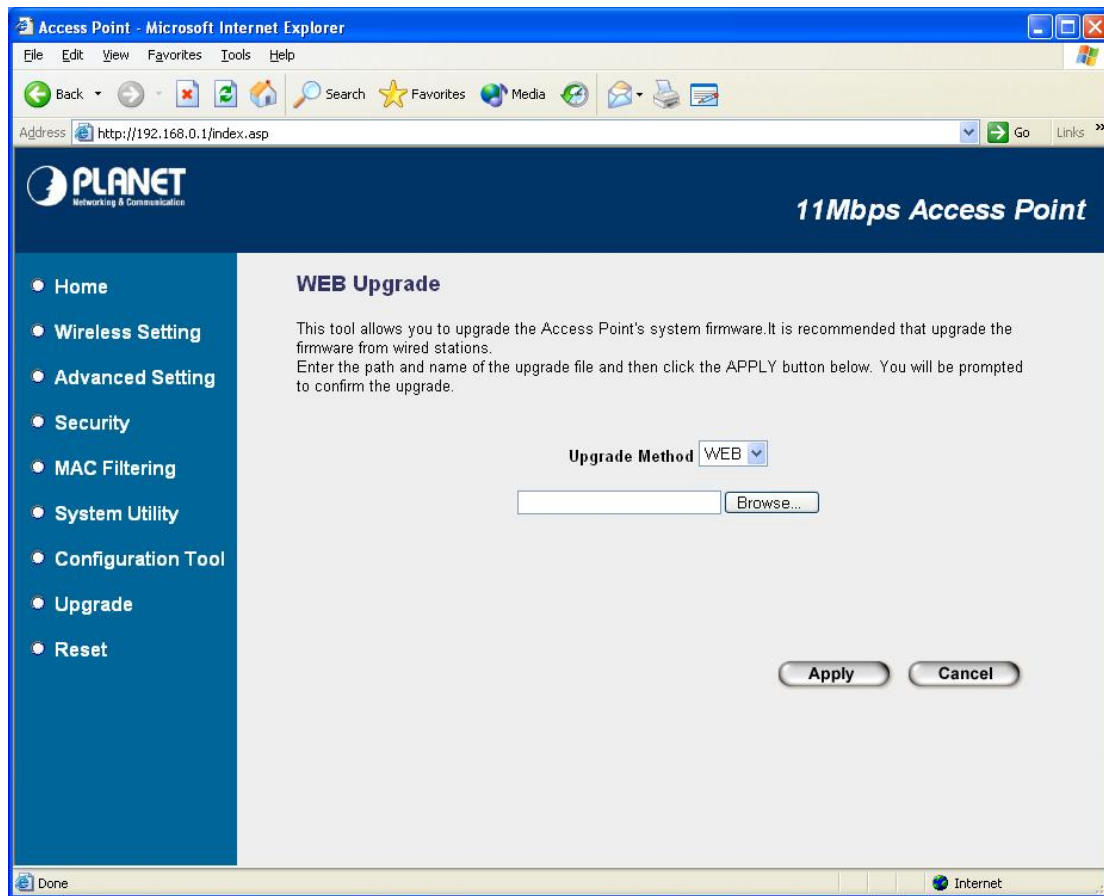 Access Point - Microsoft Internet Explorer
File Edit View Favorites Tools Help
Back Search Favorites Media
Address http://192.168.0.1/index.asp Go Links »
PLANET
Networking & Communication
11Mbps Access Point
Home
Wireless Setting
Advanced Setting
Security
MAC Filtering
System Utility
Configuration Tool
Upgrade
Reset
WEB Upgrade
This tool allows you to upgrade the Access Point's system firmware.It is recommended that upgrade the
firmware from wired stations.
Enter the path and name of the upgrade file and then click the APPLY button below. You will be prompted
to confirm the upgrade.
Upgrade Method WEB
Browse...
Apply Cancel
Done Internet